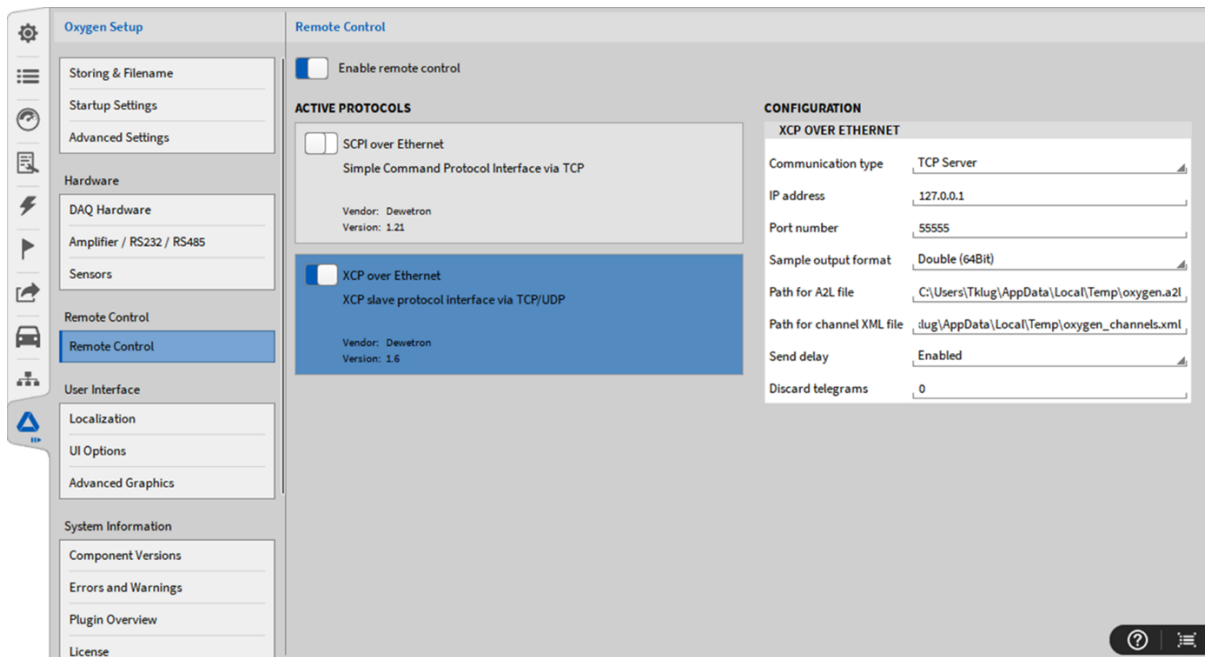 Oxygen Setup
Storing & Filename
Startup Settings
Advanced Settings
Hardware
DAQ Hardware
Amplifier / RS232 / RS485
Sensors
Remote Control
Remote Control
User Interface
Localization
UI Options
Advanced Graphics
System Information
Component Versions
Errors and Warnings
Plugin Overview
License
Remote Control
Enable remote control
ACTIVE PROTOCOLS
SCPI over Ethernet
Simple Command Protocol Interface via TCP
Vendor: Dewetron
Version: 1.21
XCP over Ethernet
XCP slave protocol interface via TCP/UDP
Vendor: Dewetron
Version: 1.6
CONFIGURATION
XCP OVER ETHERNET
Communication type TCP Server
IP address 127.0.0.1
Port number 55555
Sample output format Double (64Bit)
Path for A2L file C:\Users\Tklug\AppData\Local\Temp\oxygen.a2l
Path for channel XML file :lug\AppData\Local\Temp\oxygen_channels.xml
Send delay Enabled
Discard telegrams 0